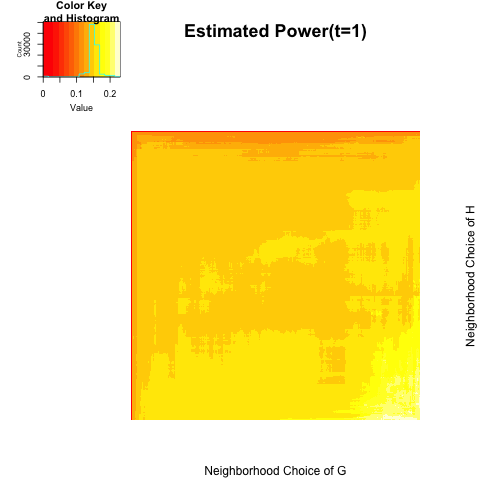 Color Key
and Histogram
Estimated Power(t=1)
Count
0 30000
0 0.1 0.2
Value
Neighborhood Choice of H
Neighborhood Choice of G